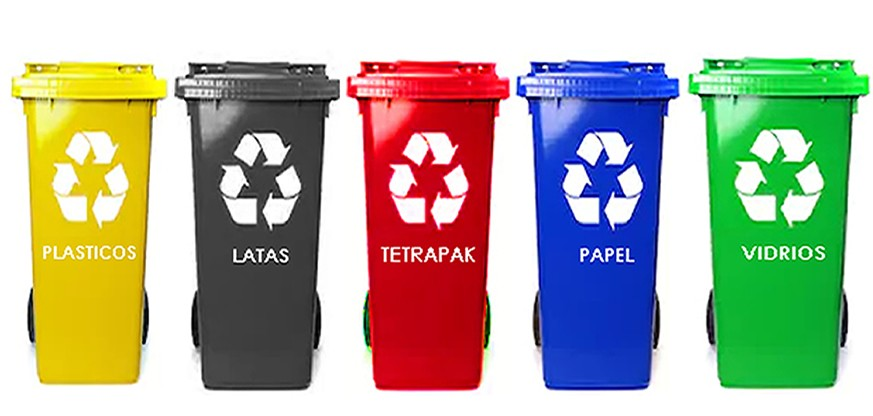 PLASTICOS
LATAS
TETRAPAK
PAPEL
VIDRIOS